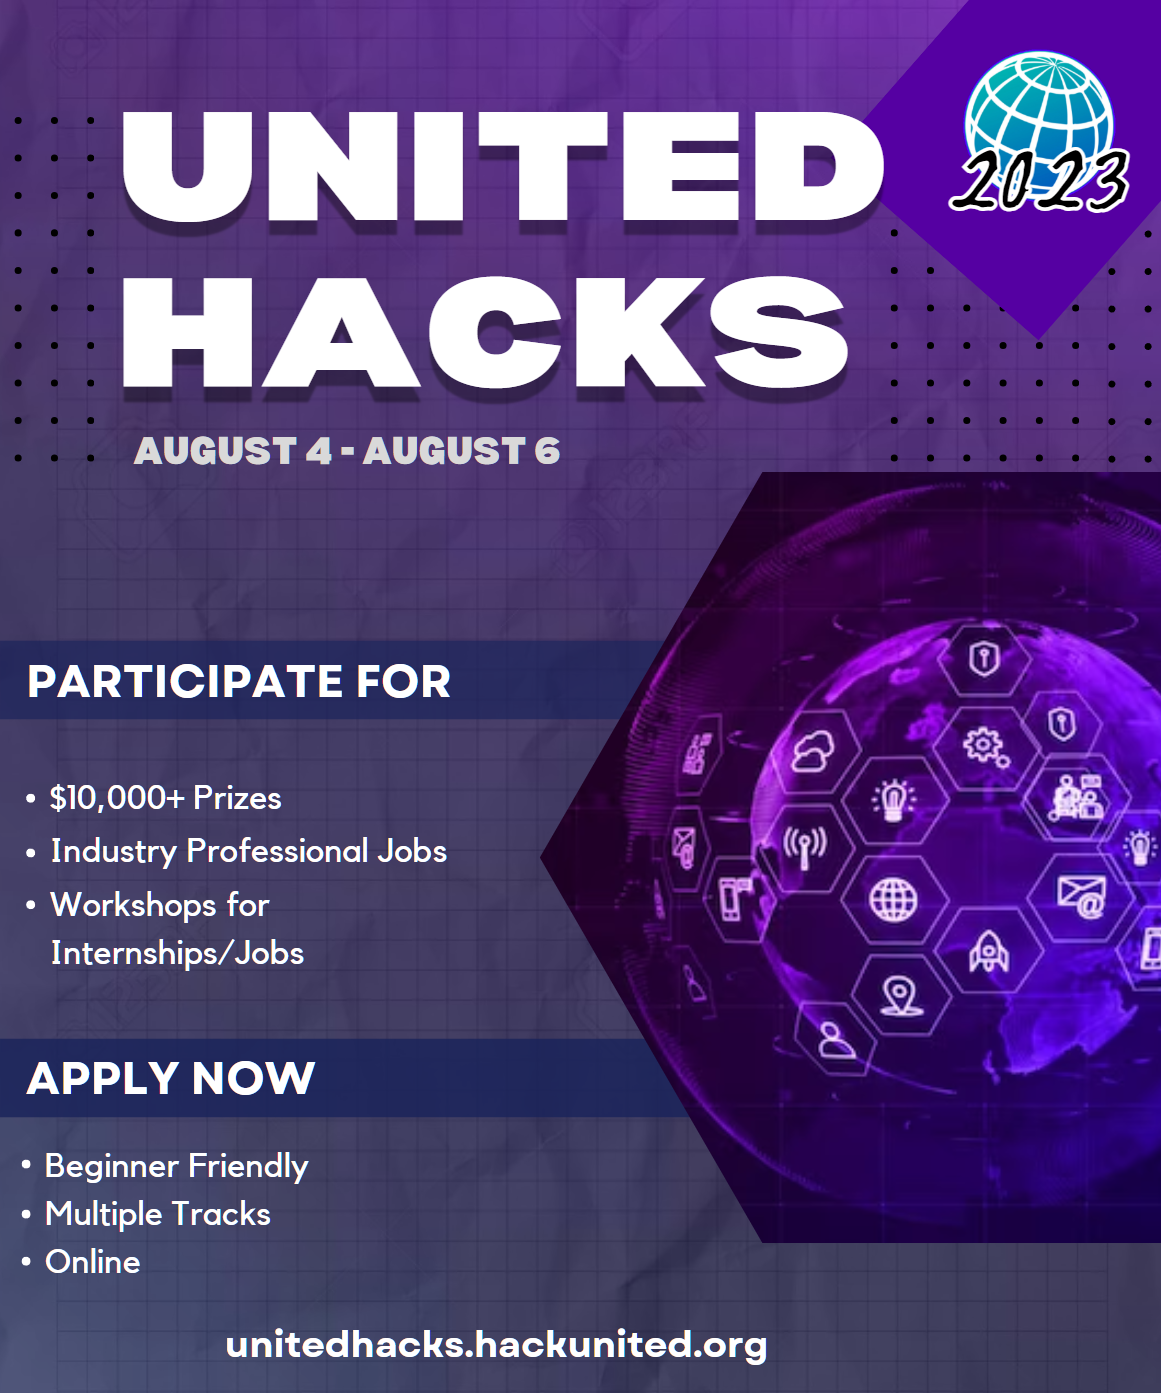 UNITED
HACKS
2023
AUGUST 4 - AUGUST 6
PARTICIPATE FOR
• $10,000+ Prizes
• Industry Professional Jobs
• Workshops for
Internships/Jobs
APPLY NOW
• Beginner Friendly
• Multiple Tracks
• Online
unitedhacks.hackunited.org